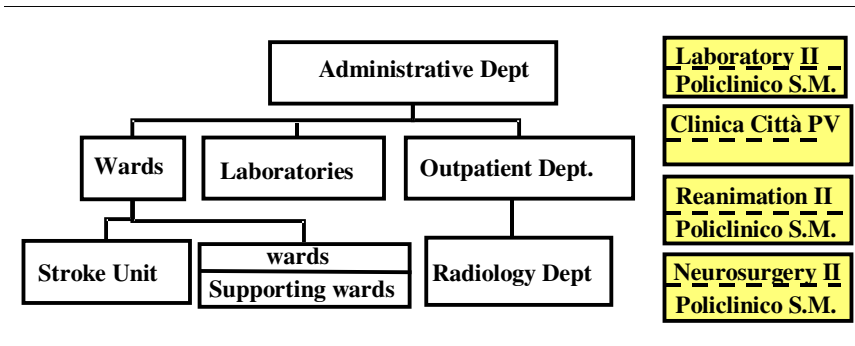 Administrative Dept
Wards
Laboratories
Outpatient Dept.
Stroke Unit
wards
Supporting wards
Radiology Dept
Laboratory II
Policlinico S.M.
Clinica Città PV
Reanimation II
Policlinico S.M.
Neurosurgery II
Policlinico S.M.